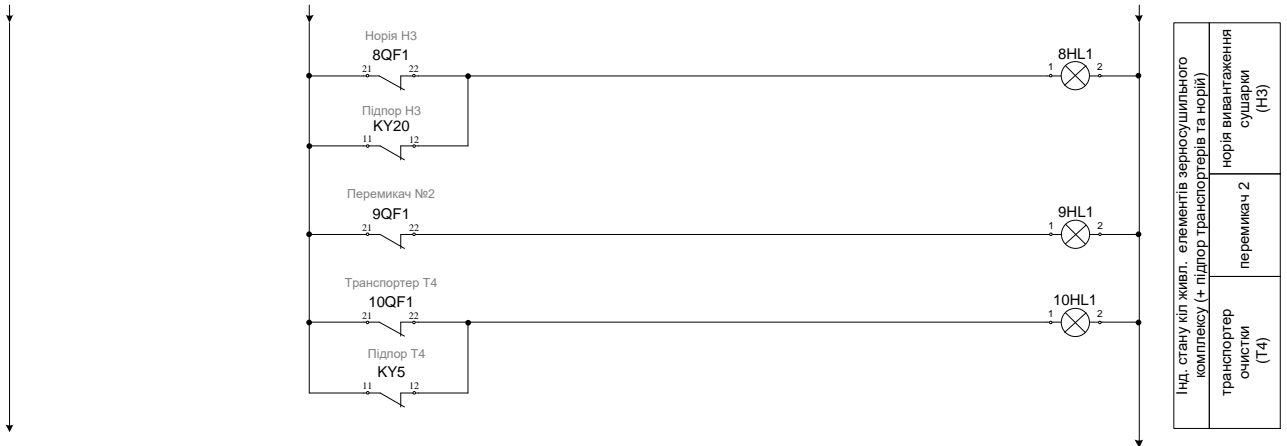 Норія Н3
8QF1
21 22
8HL1
1 2
Підпор Н3
KY20
11 12
Перемикач №2
9QF1
21 22
9HL1
1 2
Транспортер Т4
10QF1
21 22
10HL1
1 2
Підпор Т4
KY5
11 12
Інд. стану кіл живл. елементів зерносушильного
комплексу (+ підпор транспортерів та норій)
норія вивантаження
сушарки
(Н3)
перемикач 2
транспортер
очистки
(Т4)